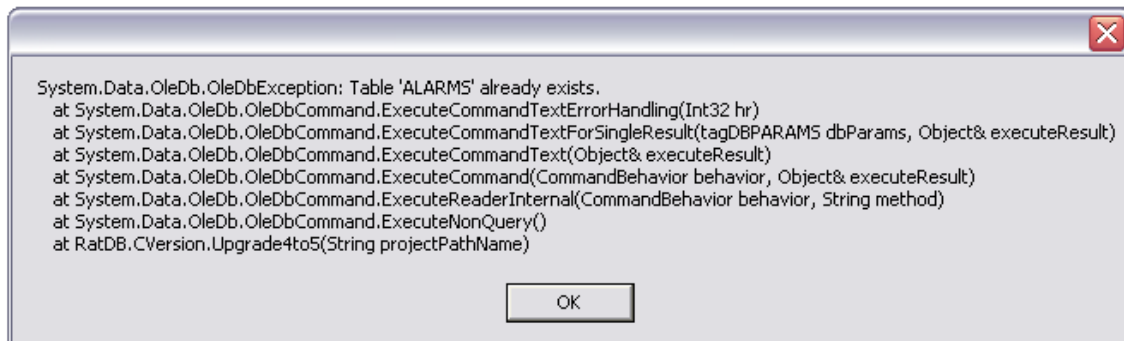 System.Data.OleDb.OleDbException: Table 'ALARMS' already exists.
at System.Data.OleDb.OleDbCommand.ExecuteCommandTextErrorHandling(Int32 hr)
at System.Data.OleDb.OleDbCommand.ExecuteCommandTextForSingleResult(tagDBPARAMS dbParams, Object& executeResult)
at System.Data.OleDb.OleDbCommand.ExecuteCommandText(Object& executeResult)
at System.Data.OleDb.OleDbCommand.ExecuteCommand(CommandBehavior behavior, Object& executeResult)
at System.Data.OleDb.OleDbCommand.ExecuteReaderInternal(CommandBehavior behavior, String method)
at System.Data.OleDb.OleDbCommand.ExecuteNonQuery()
at RatDB.CVersion.Upgrade4to5(String projectPathName)
OK